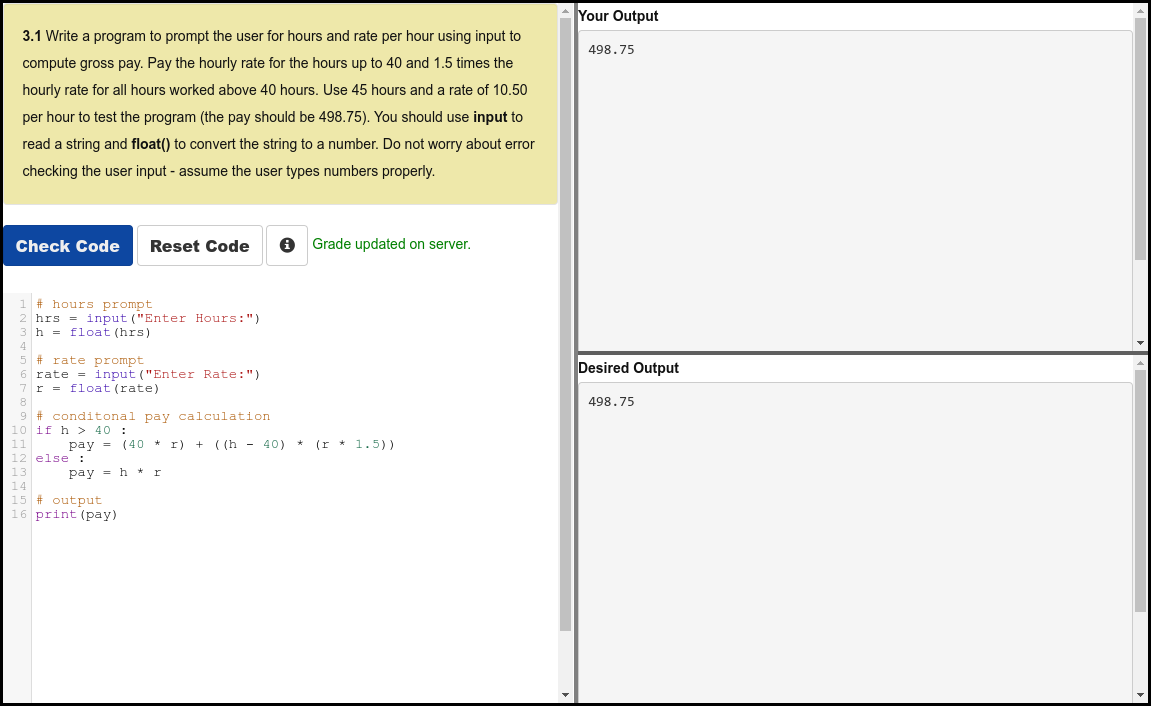 3.1 Write a program to prompt the user for hours and rate per hour using input to
compute gross pay. Pay the hourly rate for the hours up to 40 and 1.5 times the
hourly rate for all hours worked above 40 hours. Use 45 hours and a rate of 10.50
per hour to test the program (the pay should be 498.75). You should use input to
read a string and float() to convert the string to a number. Do not worry about error
checking the user input - assume the user types numbers properly.
Check Code Reset Code Grade updated on server.
1 # hours prompt
2 hrs = input("Enter Hours:")
3 h = float(hrs)
4
5 # rate prompt
6 rate = input("Enter Rate:")
7 r = float(rate)
8
9 # conditonal pay calculation
10 if h > 40 :
11     pay = (40 * r) + ((h - 40) * (r * 1.5))
12 else :
13     pay = h * r
14
15 # output
16 print(pay)
Your Output
498.75
Desired Output
498.75